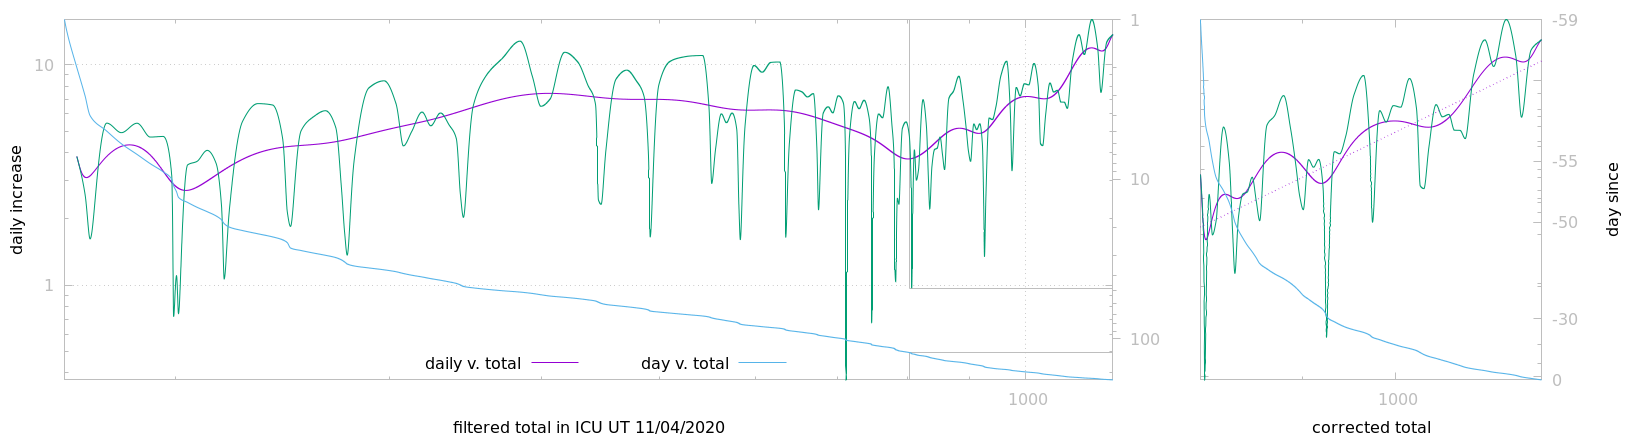 daily increase
10
1
daily v. total
day v. total
1
10
100
1000
filtered total in ICU UT 11/04/2020
-59
-55
-50
-30
0
day since
1000
corrected total